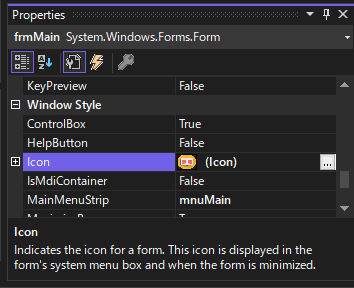 Properties
frmMain System.Windows.Forms.Form
KeyPreview False
Window Style
ControlBox True
HelpButton False
Icon (Icon)
IsMdiContainer False
MainMenuStrip mnuMain
Icon
Indicates the icon for a form. This icon is displayed in
the form's system menu box and when the form is minimized.